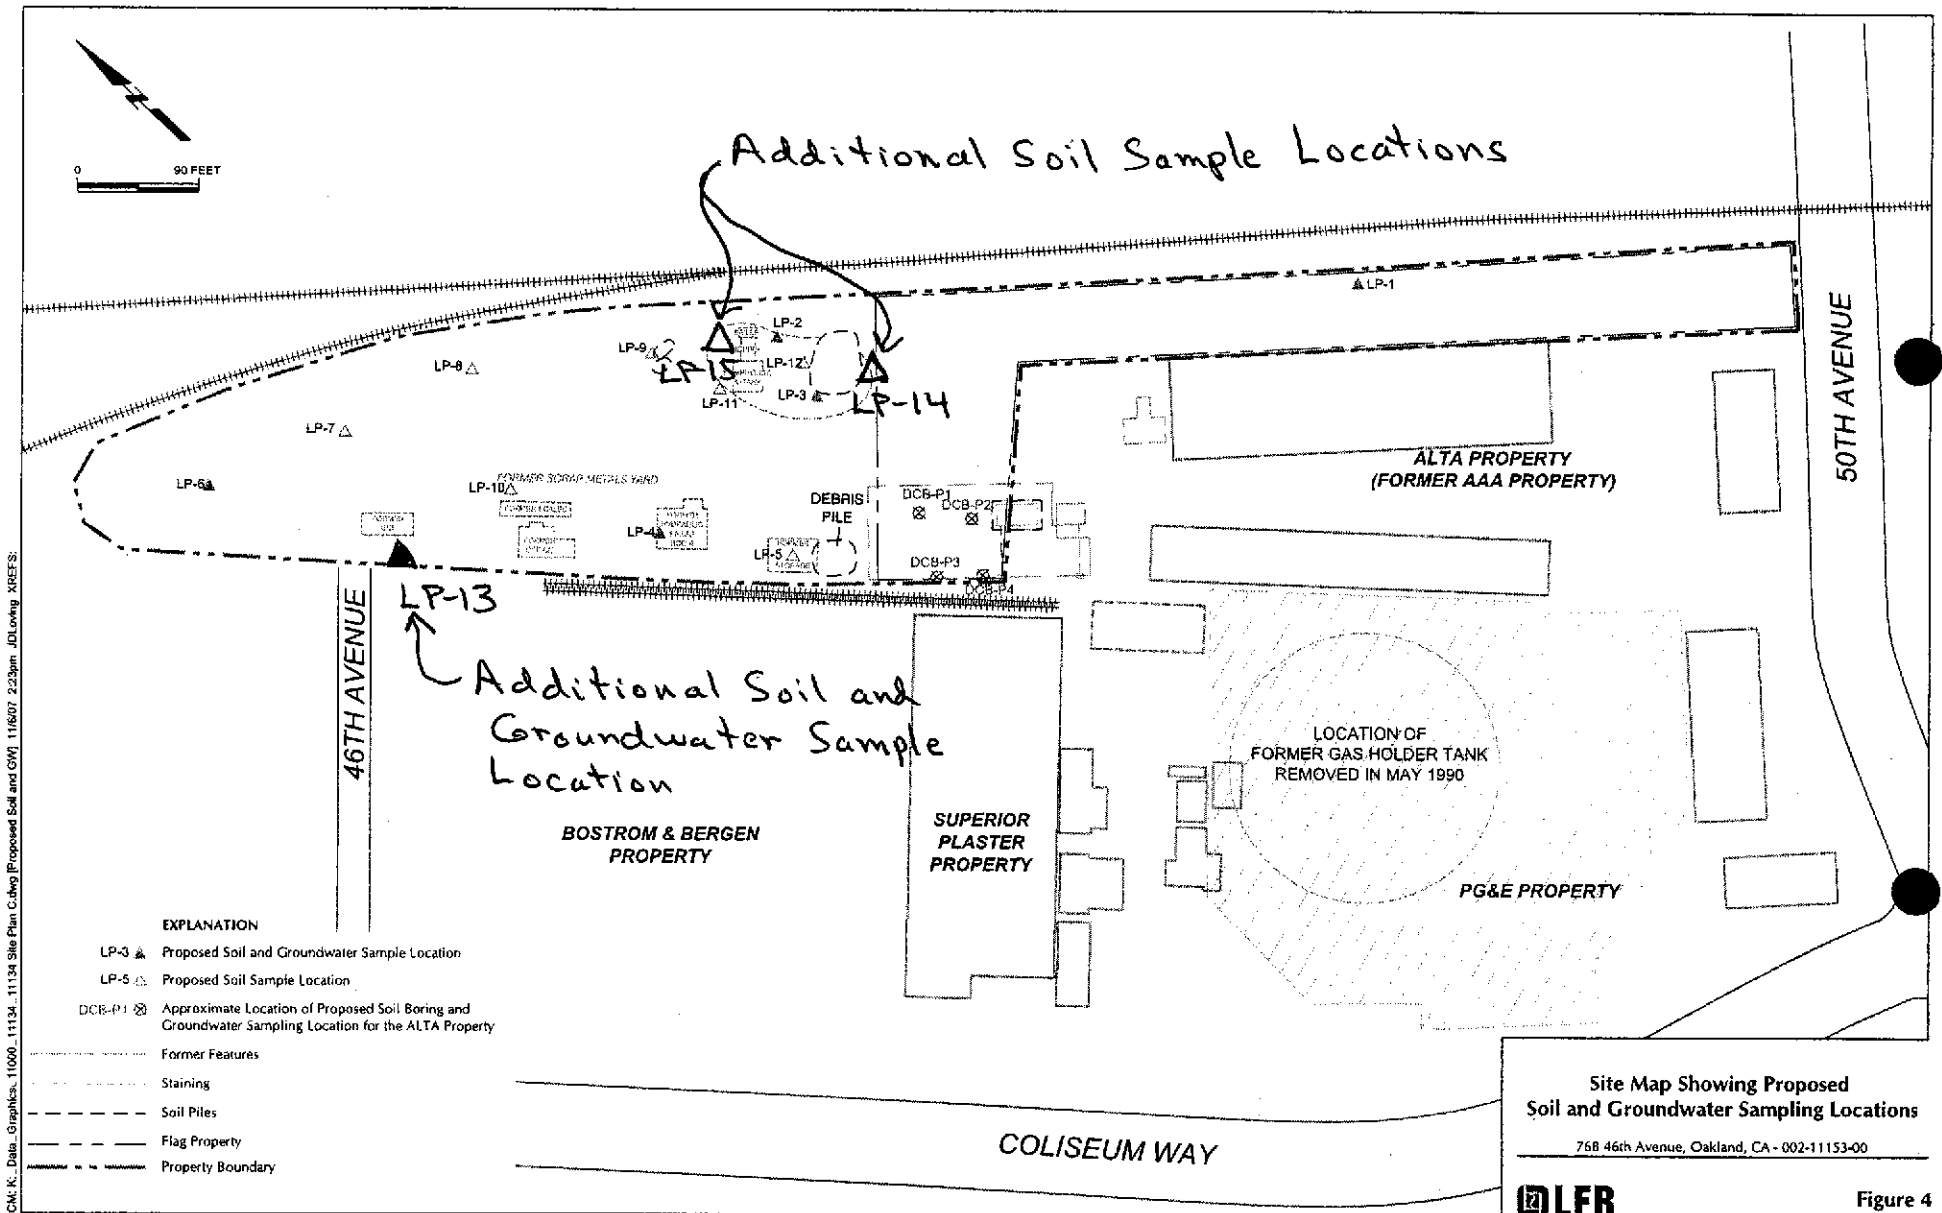 0 90 FEET
Additional Soil Sample Locations
LP-1
LP-2
LP-9
LP-8
LP-12
LP-15
LP-11
LP-3
LP-14
LP-7
50TH AVENUE
ALTA PROPERTY
(FORMER AAA PROPERTY)
LP-6
FORMER SCRAP METALS YARD
LP-10
DEBRIS
PILE
DCB-P1
DCB-P2
LP-4
LP-5
DCB-P3
DCB-P4
LP-13
46TH AVENUE
Additional Soil and
Groundwater Sample
Location
LOCATION OF
FORMER GAS HOLDER TANK
REMOVED IN MAY 1990
BOSTROM & BERGEN
PROPERTY
SUPERIOR
PLASTER
PROPERTY
PG&E PROPERTY
EXPLANATION
LP-3 Proposed Soil and Groundwater Sample Location
LP-5 Proposed Soil Sample Location
DCB-P1 Approximate Location of Proposed Soil Boring and
Groundwater Sampling Location for the ALTA Property
Former Features
Staining
Soil Piles
Flag Property
Property Boundary
COLISEUM WAY
Site Map Showing Proposed
Soil and Groundwater Sampling Locations
768 46th Avenue, Oakland, CA - 002-11153-00
LFR
Figure 4